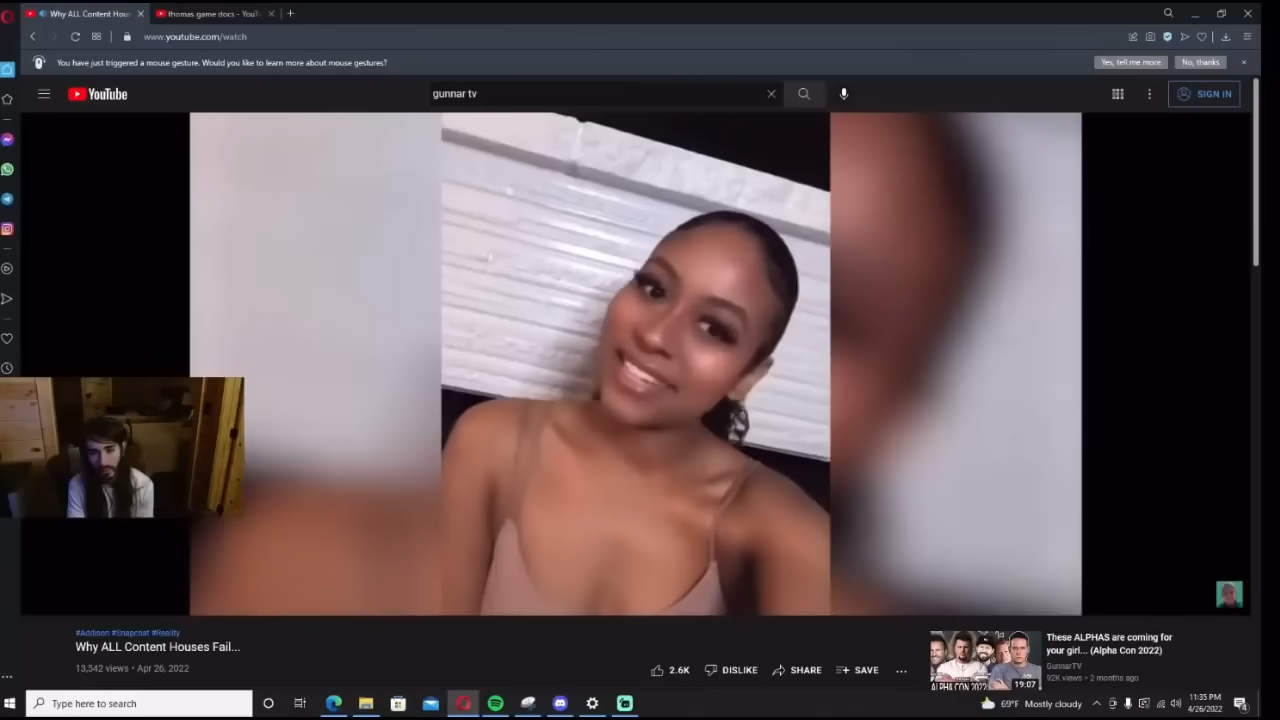 Why ALL Content Hous
thomas game docs - YouT
www.youtube.com/watch
You have just triggered a mouse gesture. Would you like to learn more about mouse gestures?
Yes, tell me more
No, thanks
YouTube
gunnar tv
SIGN IN
#Addison #Snapchat #Reality
Why ALL Content Houses Fail...
13,542 views • Apr 26, 2022
2.6K
DISLIKE
SHARE
SAVE
ALPHA CON 2022
19:07
These ALPHAS are coming for
your girl... (Alpha Con 2022)
GunnarTV
92K views • 2 months ago
Type here to search
69°F Mostly cloudy
11:35 PM
4/26/2022
4